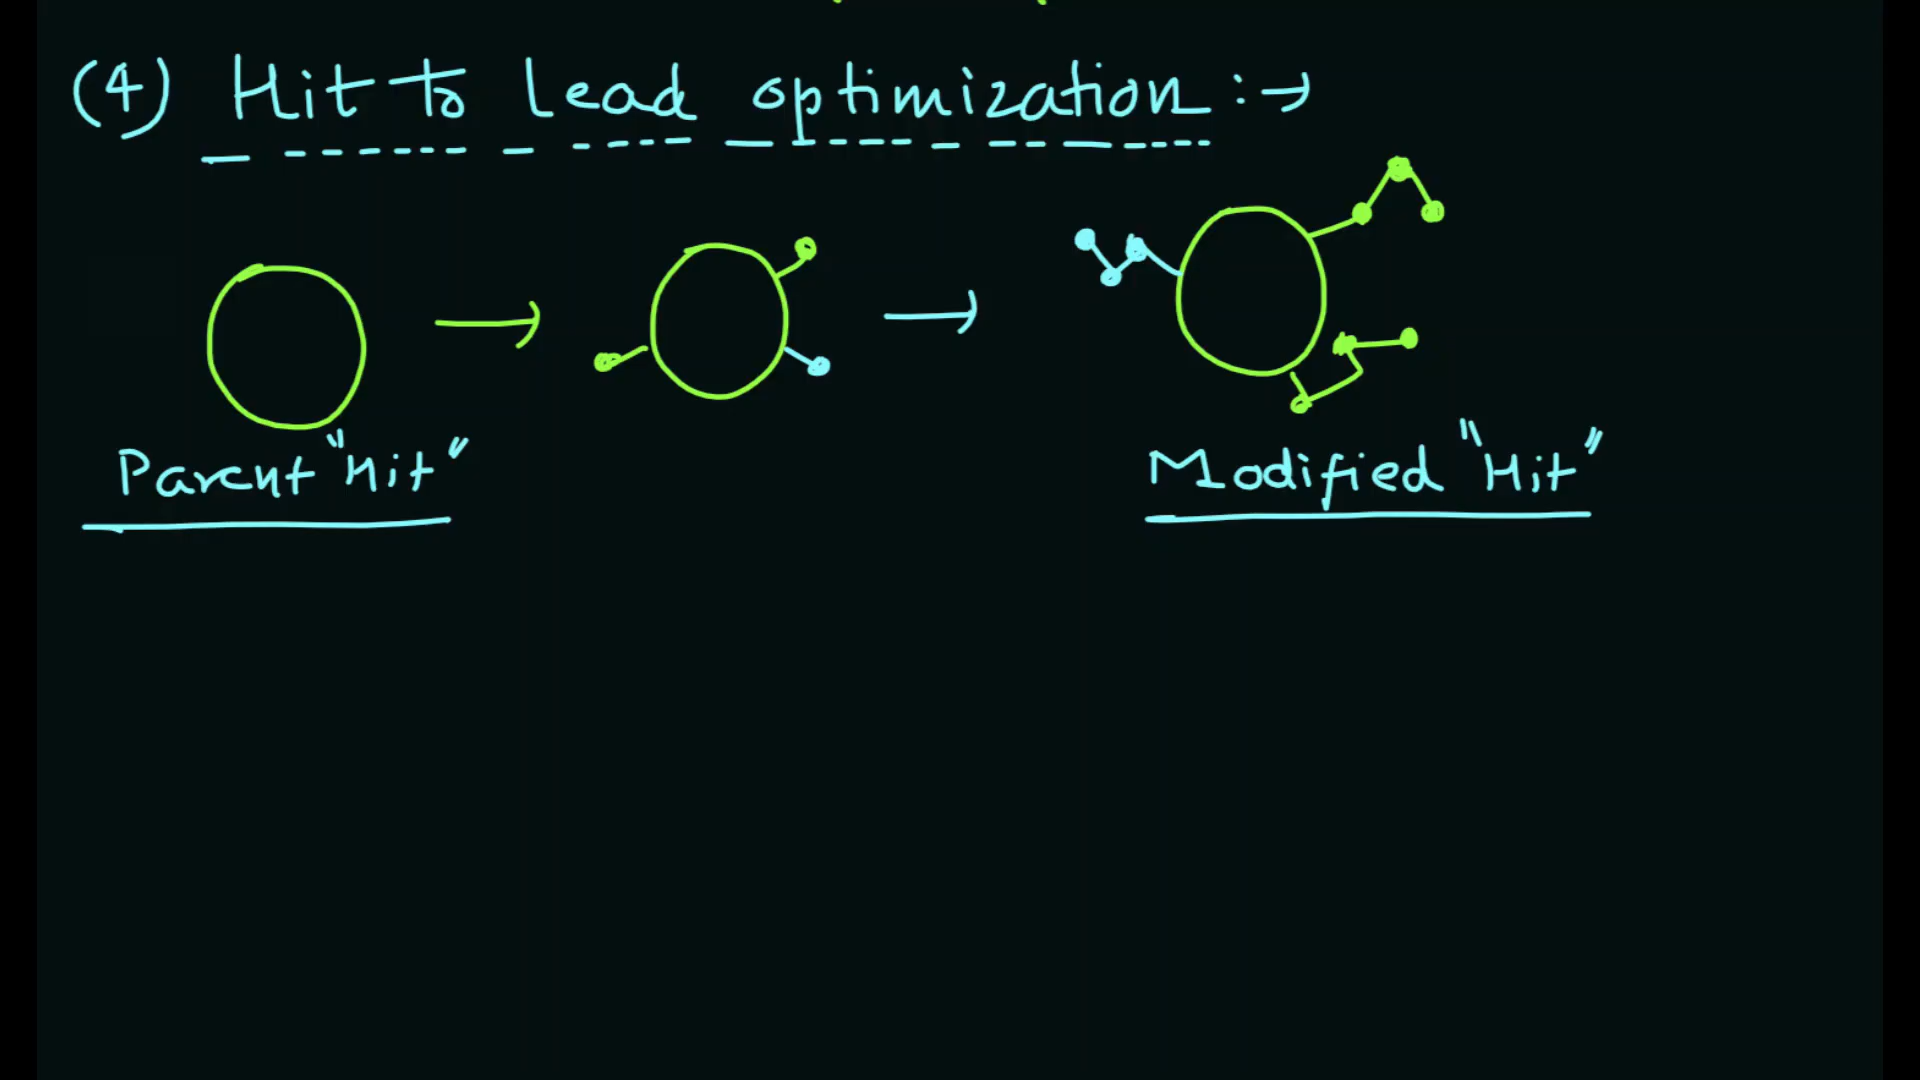 (4) Hit to Lead optimization :→
Parent "Hit"
Modified "Hit"